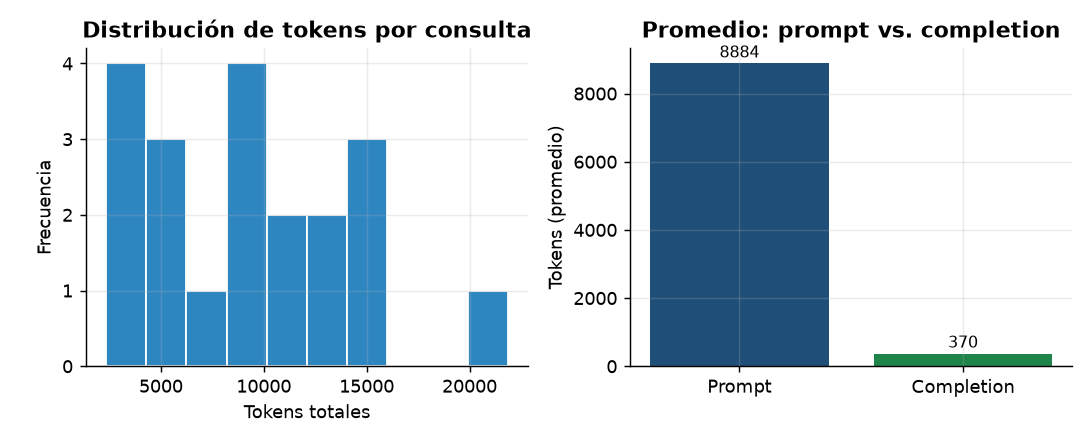 Distribución de tokens por consulta
Frecuencia
4
3
2
1
0
5000 10000 15000 20000
Tokens totales
Promedio: prompt vs. completion
Tokens (promedio)
8000
6000
4000
2000
0
8884
370
Prompt Completion